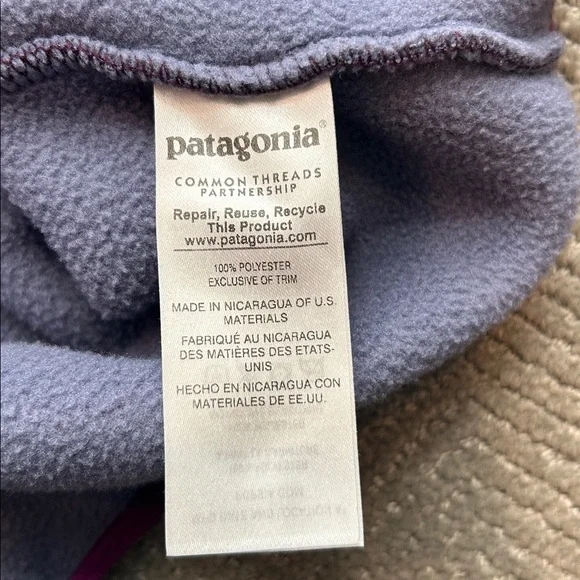 patagonia®
COMMON THREADS
PARTNERSHIP
Repair, Reuse, Recycle
This Product
www.patagonia.com
100% POLYESTER
EXCLUSIVE OF TRIM
MADE IN NICARAGUA OF U.S.
MATERIALS
FABRIQUÉ AU NICARAGUA
DES MATIÈRES DES ETATS-
UNIS
HECHO EN NICARAGUA CON
MATERIALES DE EE.UU.